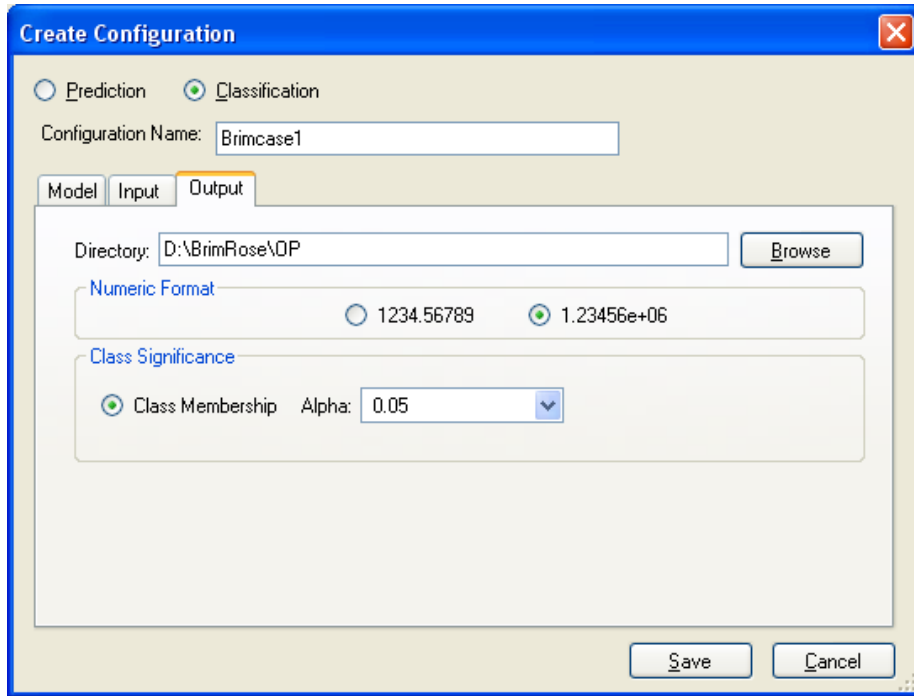 Create Configuration
Prediction Classification
Configuration Name: Brimcase1
Model Input Output
Directory: D:\BrimRose\OP Browse
Numeric Format
1234.56789 1.23456e+06
Class Significance
Class Membership Alpha: 0.05
Save Cancel